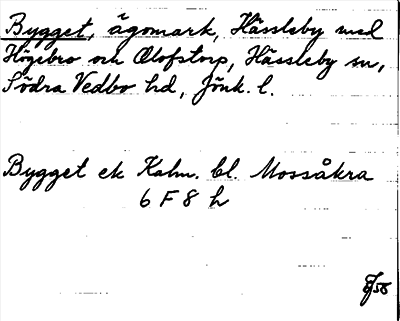 Bygget, ägomark, Hässleby med
Högebro och Olofstorp, Hässleby sn,
Södra Vedbo hd, Jönk. l.
Bygget ek Kalm. bl. Mossåkra
6 F 8 h